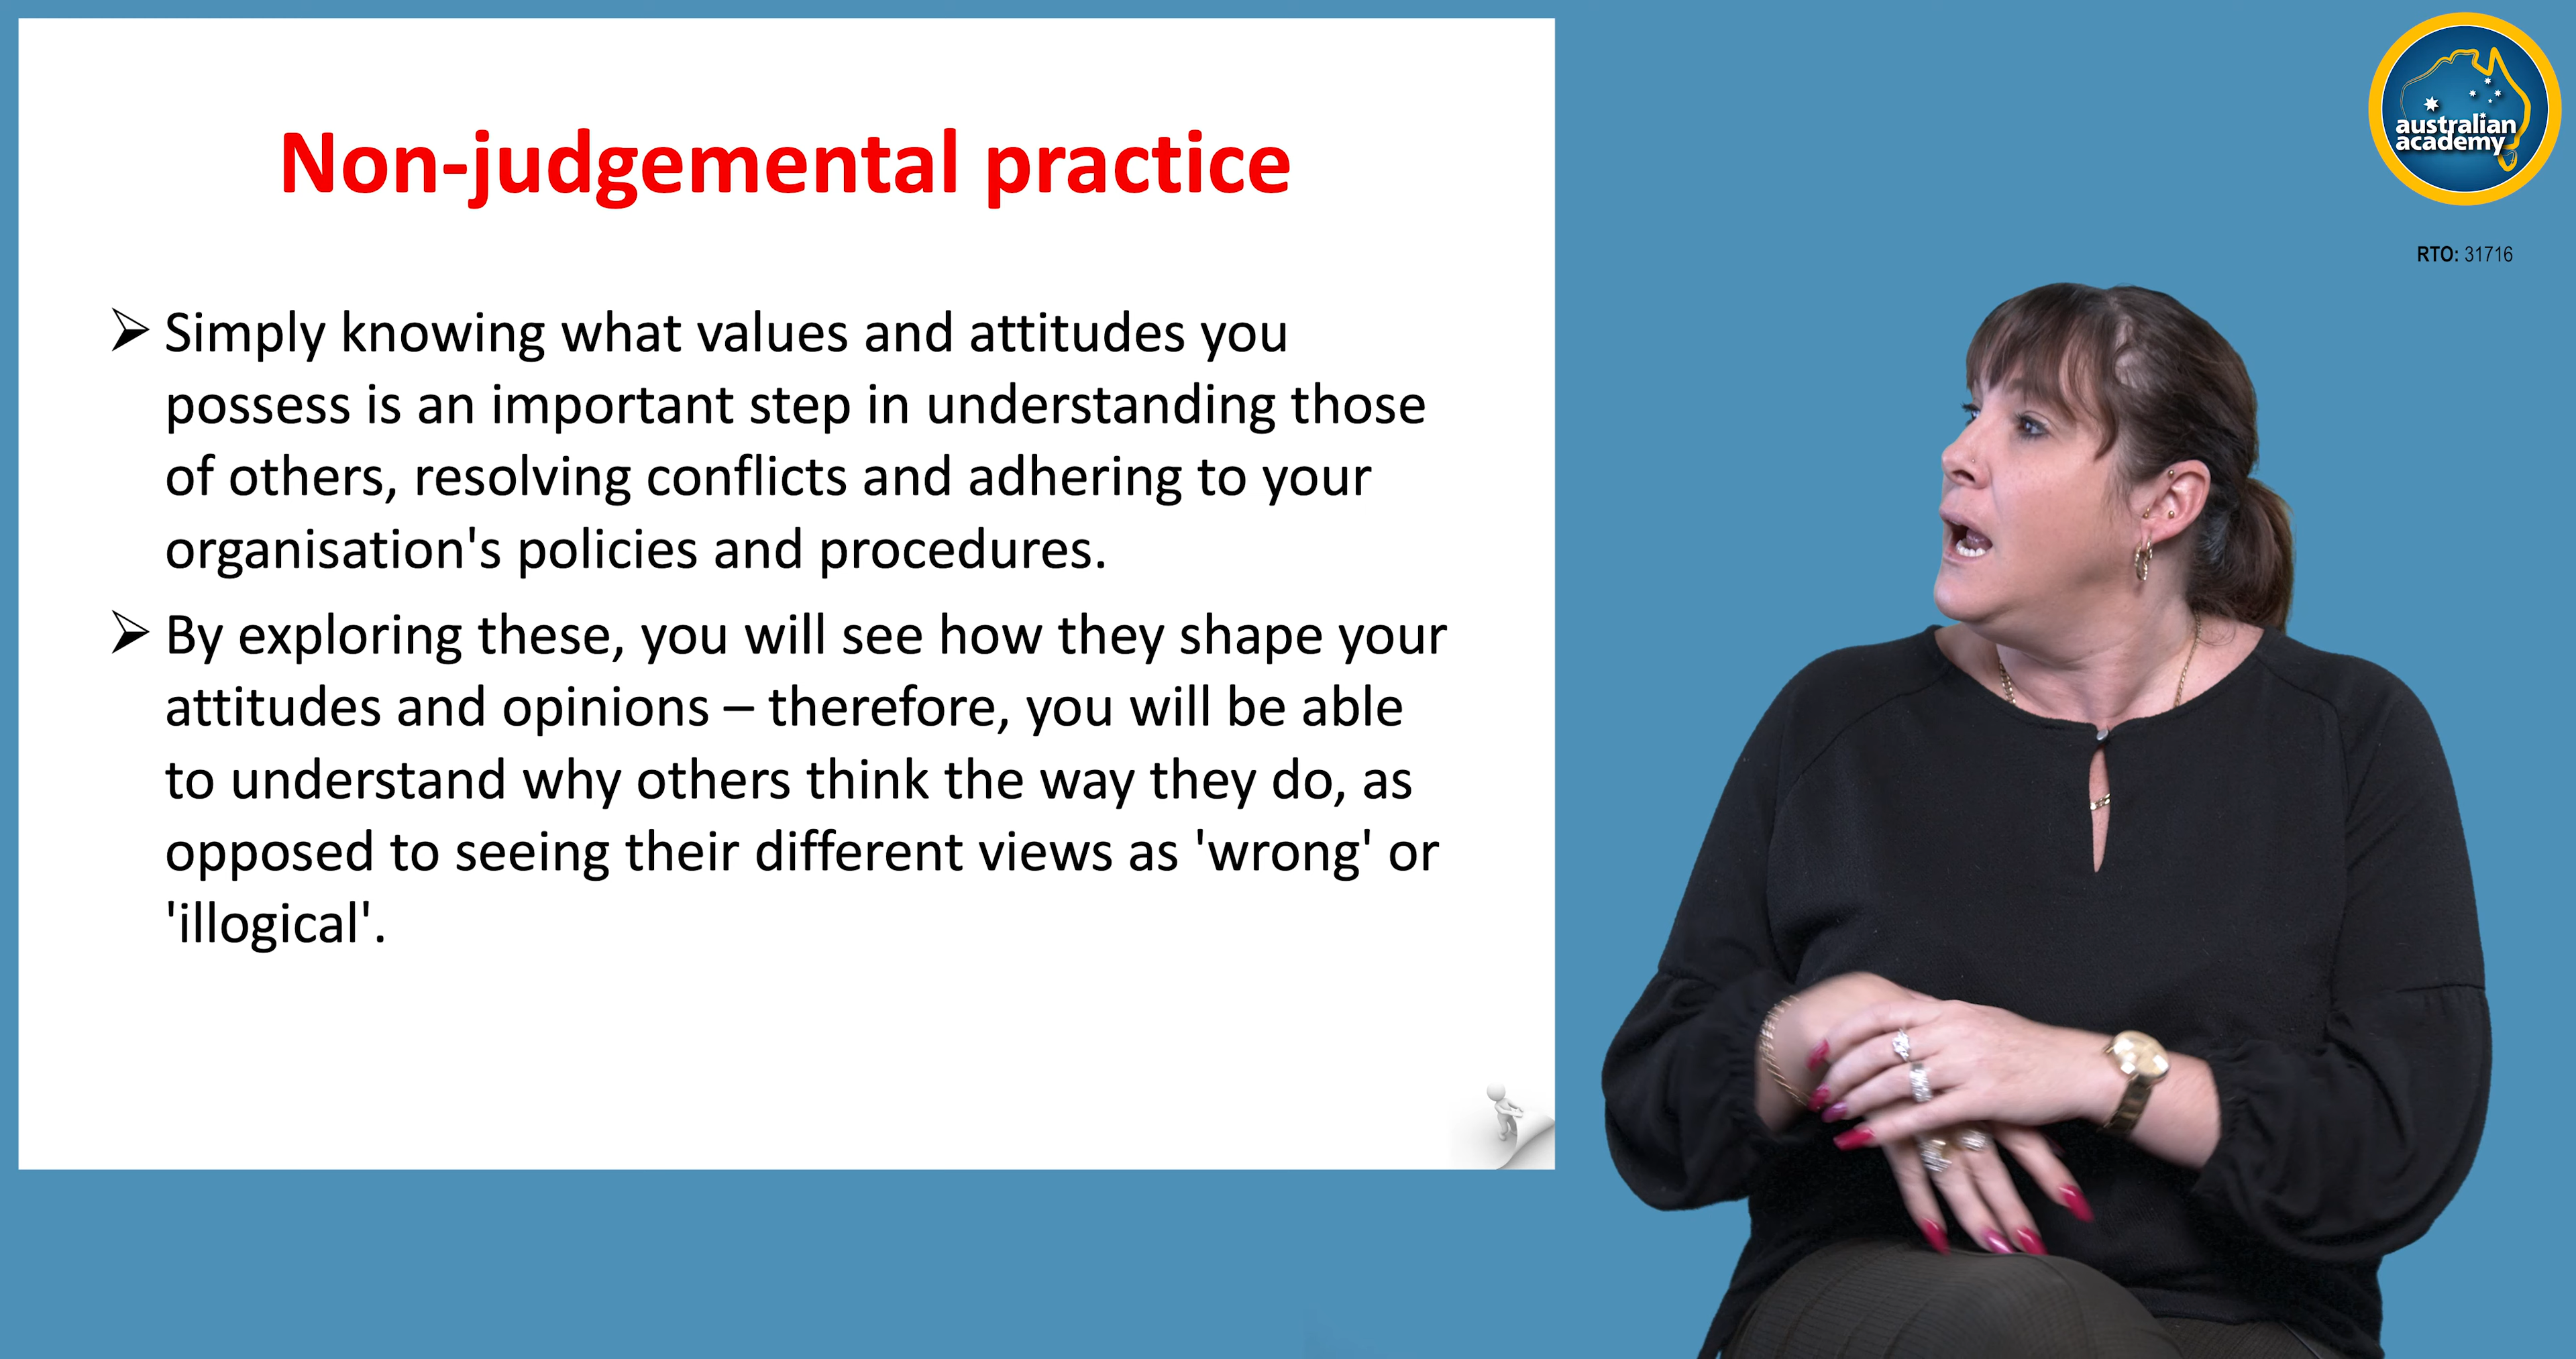 Non-judgemental practice
Simply knowing what values and attitudes you
possess is an important step in understanding those
of others, resolving conflicts and adhering to your
organisation's policies and procedures.
By exploring these, you will see how they shape your
attitudes and opinions – therefore, you will be able
to understand why others think the way they do, as
opposed to seeing their different views as 'wrong' or
'illogical'.
australian
academy
RTO: 31716